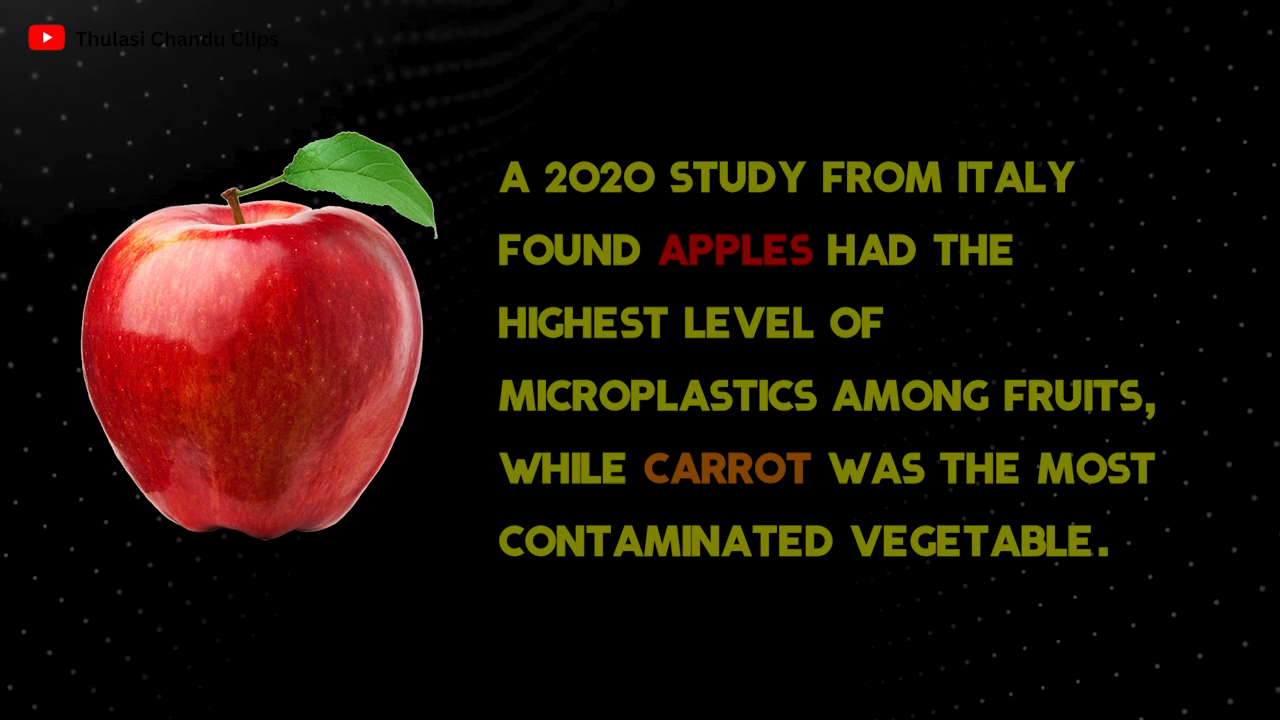 Thulasi Chandu Clips
A 2020 STUDY FROM ITALY
FOUND APPLES HAD THE
HIGHEST LEVEL OF
MICROPLASTICS AMONG FRUITS,
WHILE CARROT WAS THE MOST
CONTAMINATED VEGETABLE.